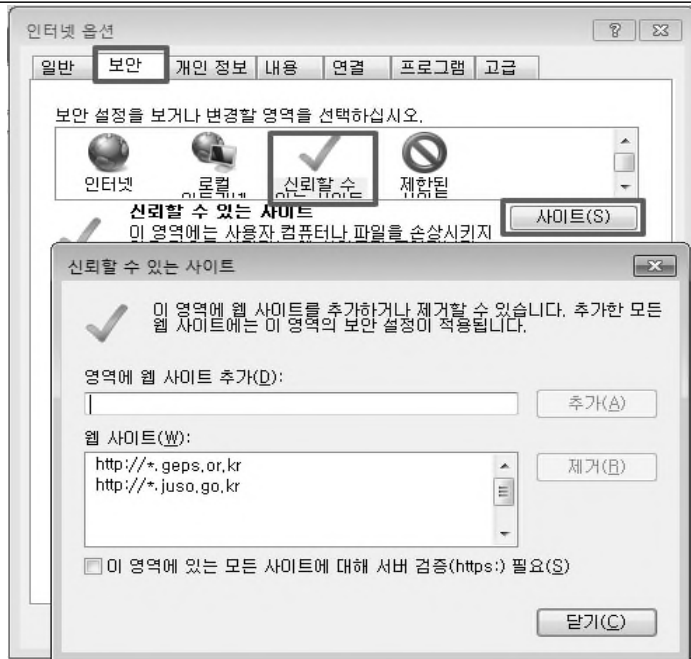 인터넷 옵션
일반 보안 개인 정보 내용 연결 프로그램 고급
보안 설정을 보거나 변경할 영역을 선택하십시오.
인터넷 로컬 신뢰할 수 제한된
신뢰할 수 있는 사이트
사이트(S)
이 영역에는 사용자 컴퓨터나 파일을 손상시키지
신뢰할 수 있는 사이트
이 영역에 웹 사이트를 추가하거나 제거할 수 있습니다. 추가한 모든
웹 사이트에는 이 영역의 보안 설정이 적용됩니다.
영역에 웹 사이트 추가(D):
추가(A)
웹 사이트(W):
http://*.geps.or.kr
http://*.juso.go.kr
제거(R)
이 영역에 있는 모든 사이트에 대해 서버 검증(https:) 필요(S)
닫기(C)